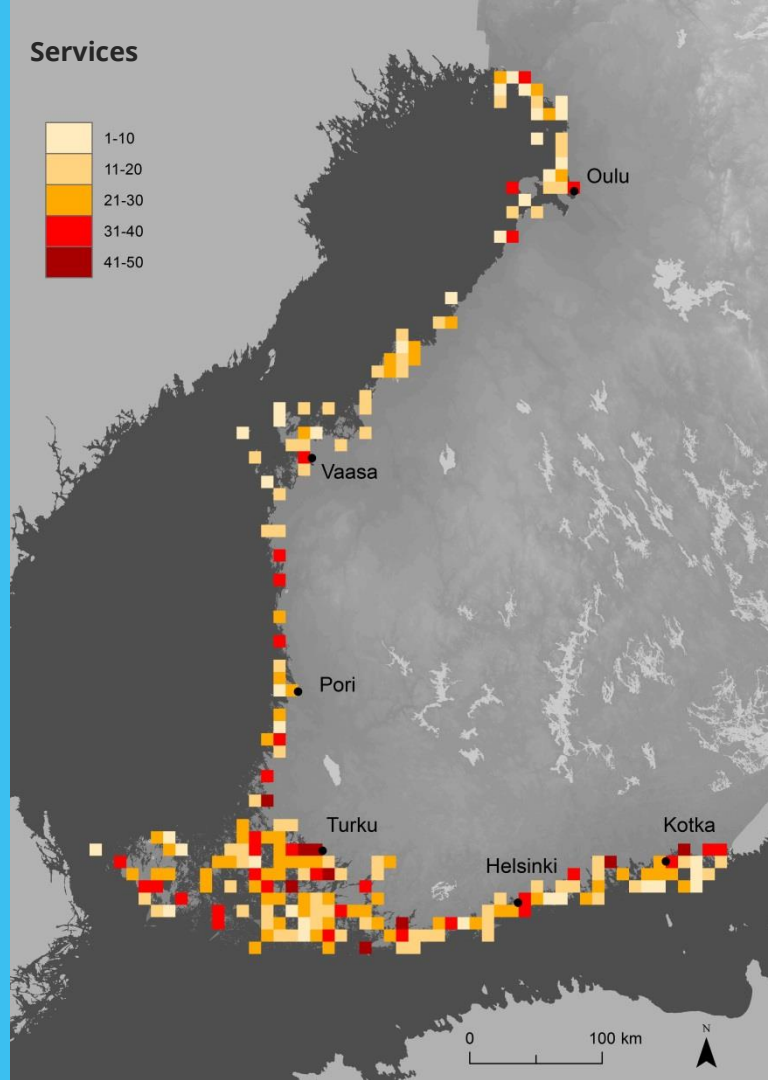 Services
1-10
11-20
21-30
31-40
41-50
Oulu
Vaasa
Pori
Turku
Kotka
Helsinki
0 100 km
N